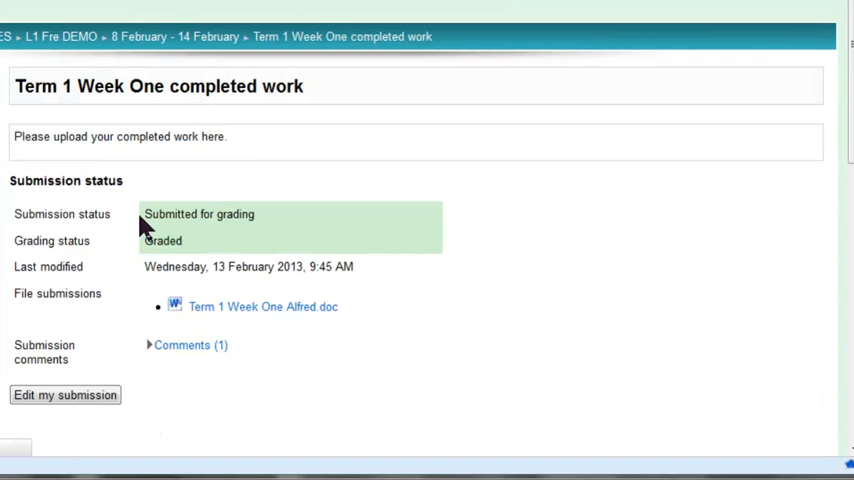 ES ▸ L1 Fre DEMO ▸ 8 February - 14 February ▸ Term 1 Week One completed work
Term 1 Week One completed work
Please upload your completed work here.
Submission status
Submission status Submitted for grading
Grading status Graded
Last modified Wednesday, 13 February 2013, 9:45 AM
File submissions
Term 1 Week One Alfred.doc
Submission comments Comments (1)
Edit my submission